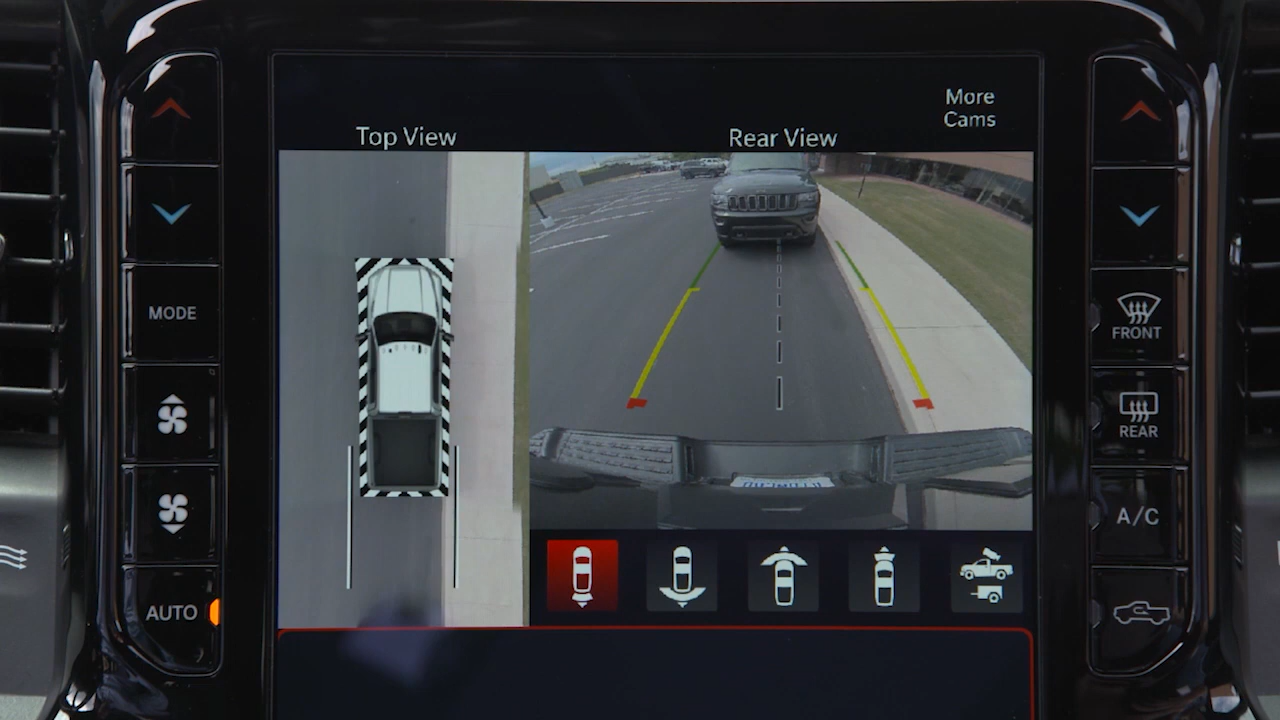 More
Cams
Top View
Rear View
MODE
AUTO
FRONT
REAR
A/C